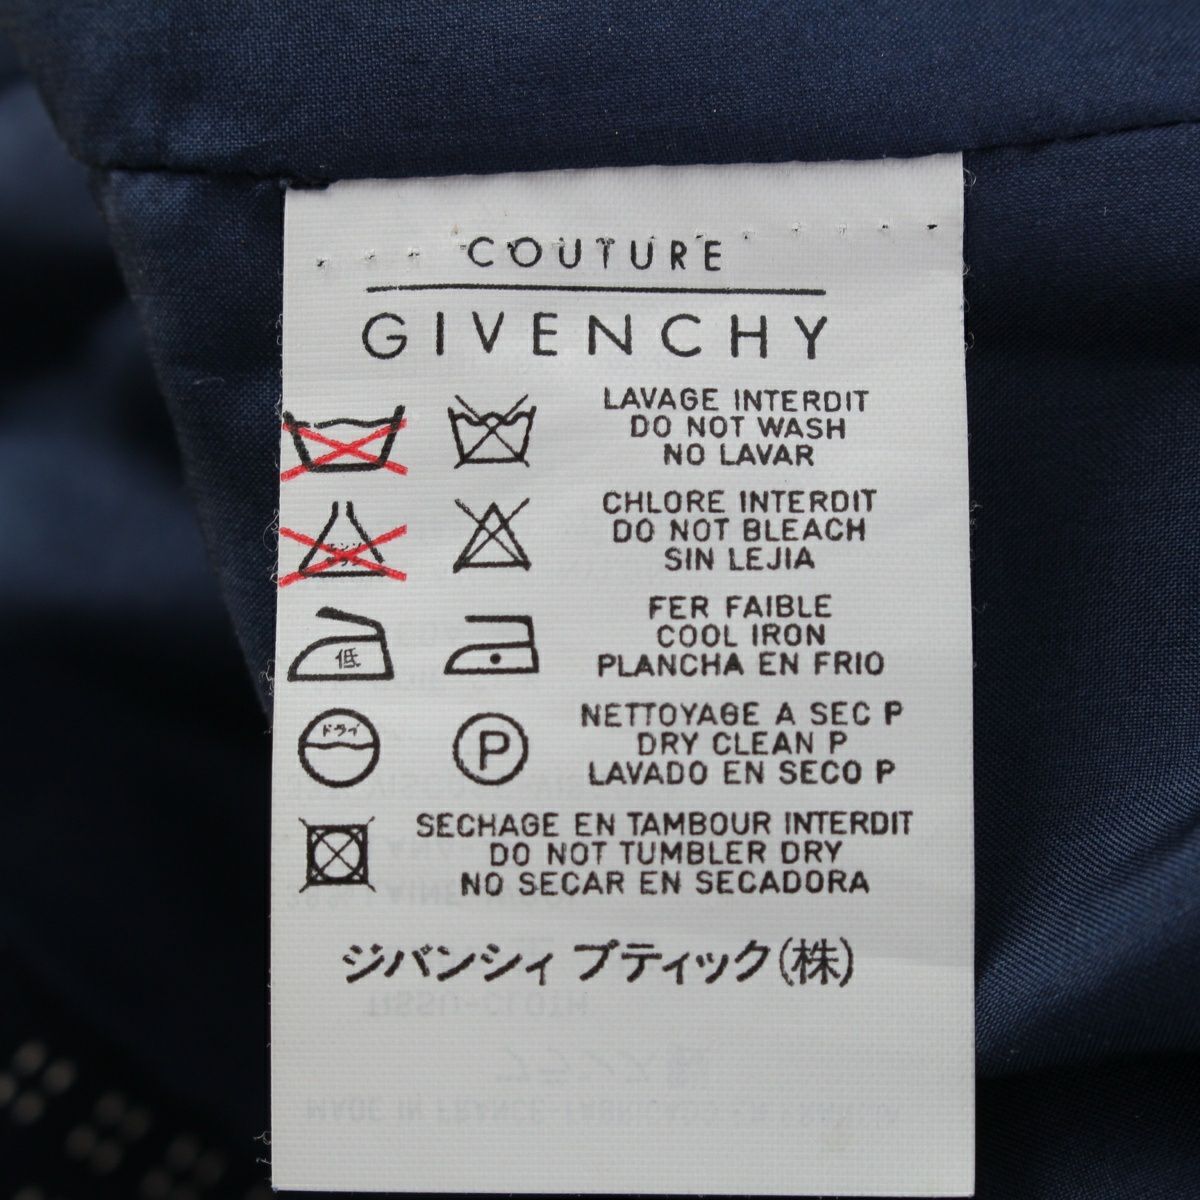 COUTURE
GIVENCHY
LAVAGE INTERDIT
DO NOT WASH
NO LAVAR
CHLORE INTERDIT
DO NOT BLEACH
SIN LEJIA
低
FER FAIBLE
COOL IRON
PLANCHA EN FRIO
ドライ
P
NETTOYAGE A SEC P
DRY CLEAN P
LAVADO EN SECO P
SECHAGE EN TAMBOUR INTERDIT
DO NOT TUMBLER DRY
NO SECAR EN SECADORA
ジバンシィ ブティック(株)